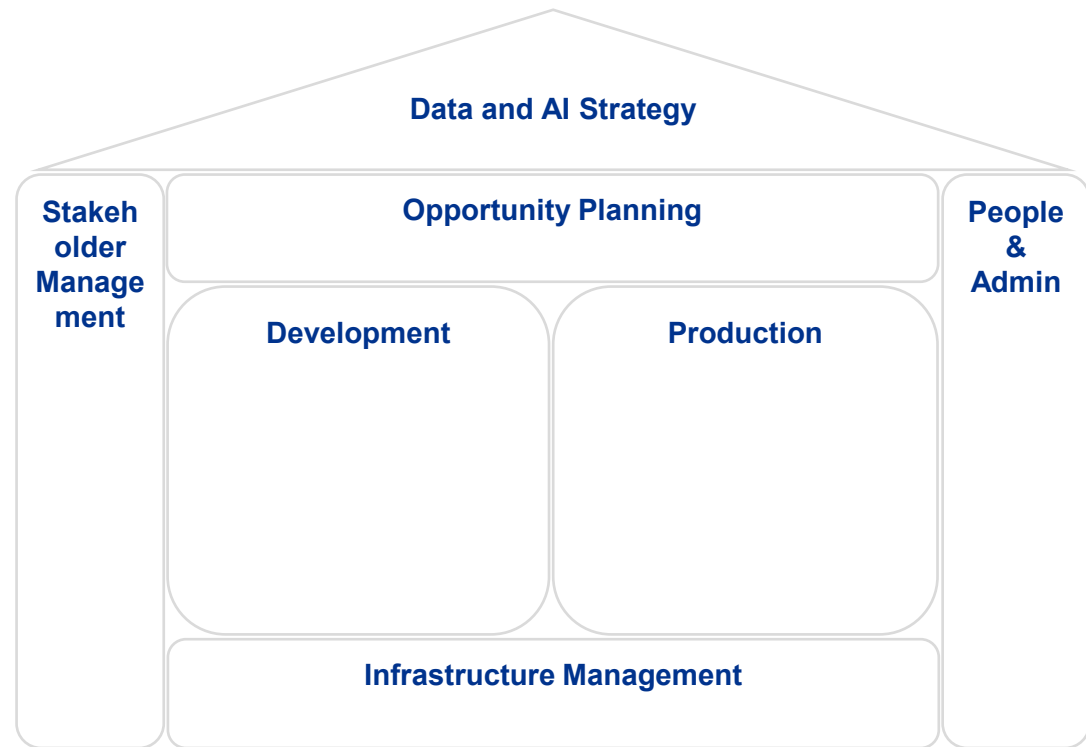 Data and AI Strategy
Stakeh
older
Manage
ment
Opportunity Planning
People
&
Admin
Development
Production
Infrastructure Management